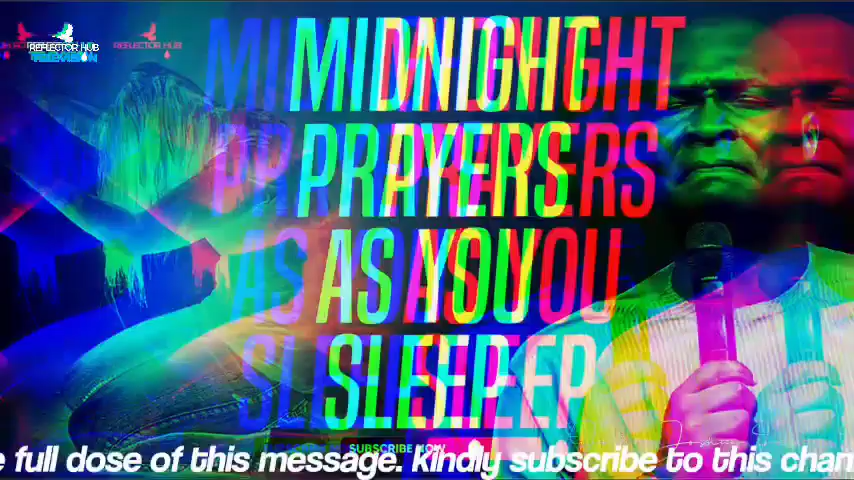 REFLECTOR HUB
TELEVISION
REFLECTOR HUB
MIDNIGHT
PRAYERS
AS YOU
SLEEP
SUBSCRIBE NOW
full dose of this message. kindly subscribe to this chan